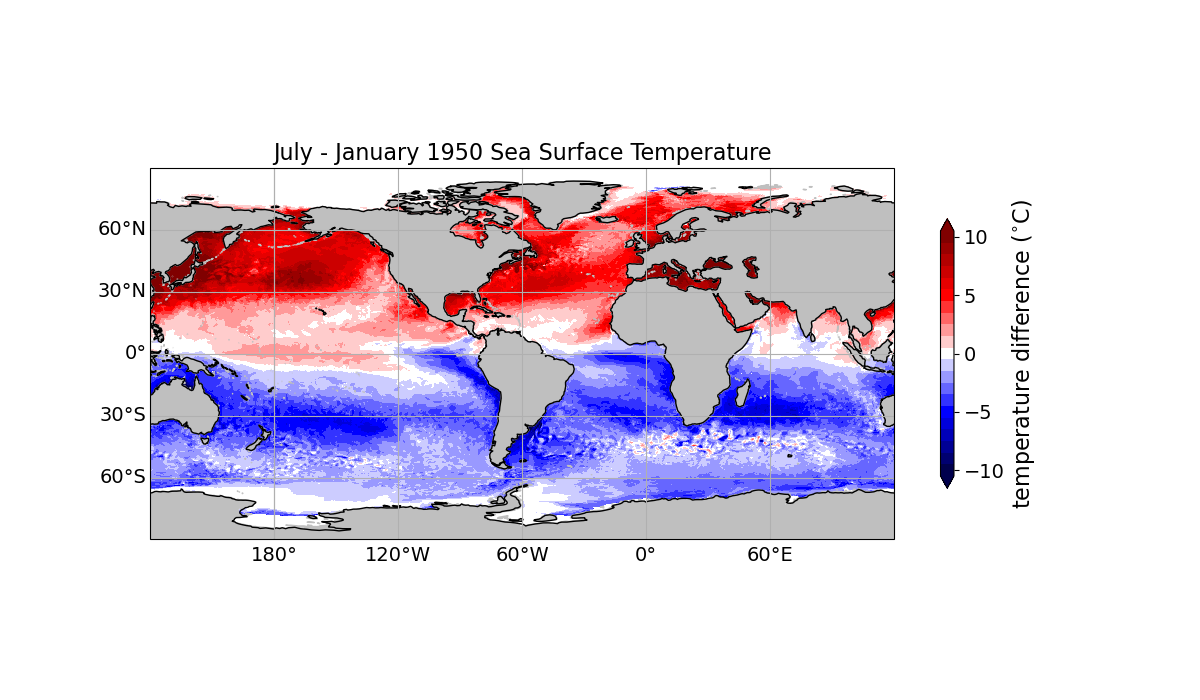 July - January 1950 Sea Surface Temperature
60°N
30°N
0°
30°S
60°S
180°
120°W
60°W
0°
60°E
10
5
0
−5
−10
temperature difference (°C)